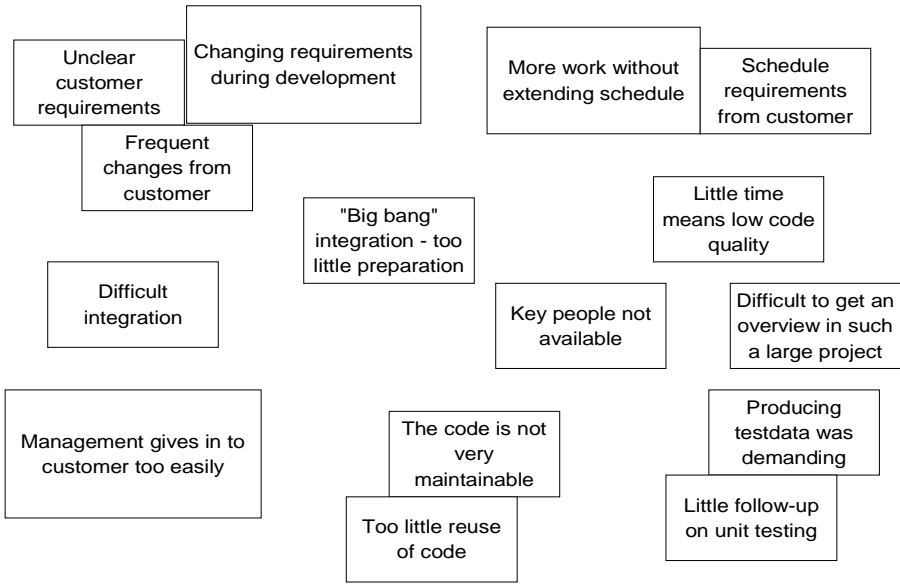 Unclear
customer
requirements
Changing requirements
during development
More work without
extending schedule
Schedule
requirements
from customer
Frequent
changes from
customer
"Big bang"
integration - too
little preparation
Little time
means low code
quality
Difficult
integration
Key people not
available
Difficult to get an
overview in such
a large project
Management gives in to
customer too easily
The code is not
very
maintainable
Producing
testdata was
demanding
Too little reuse
of code
Little follow-up
on unit testing